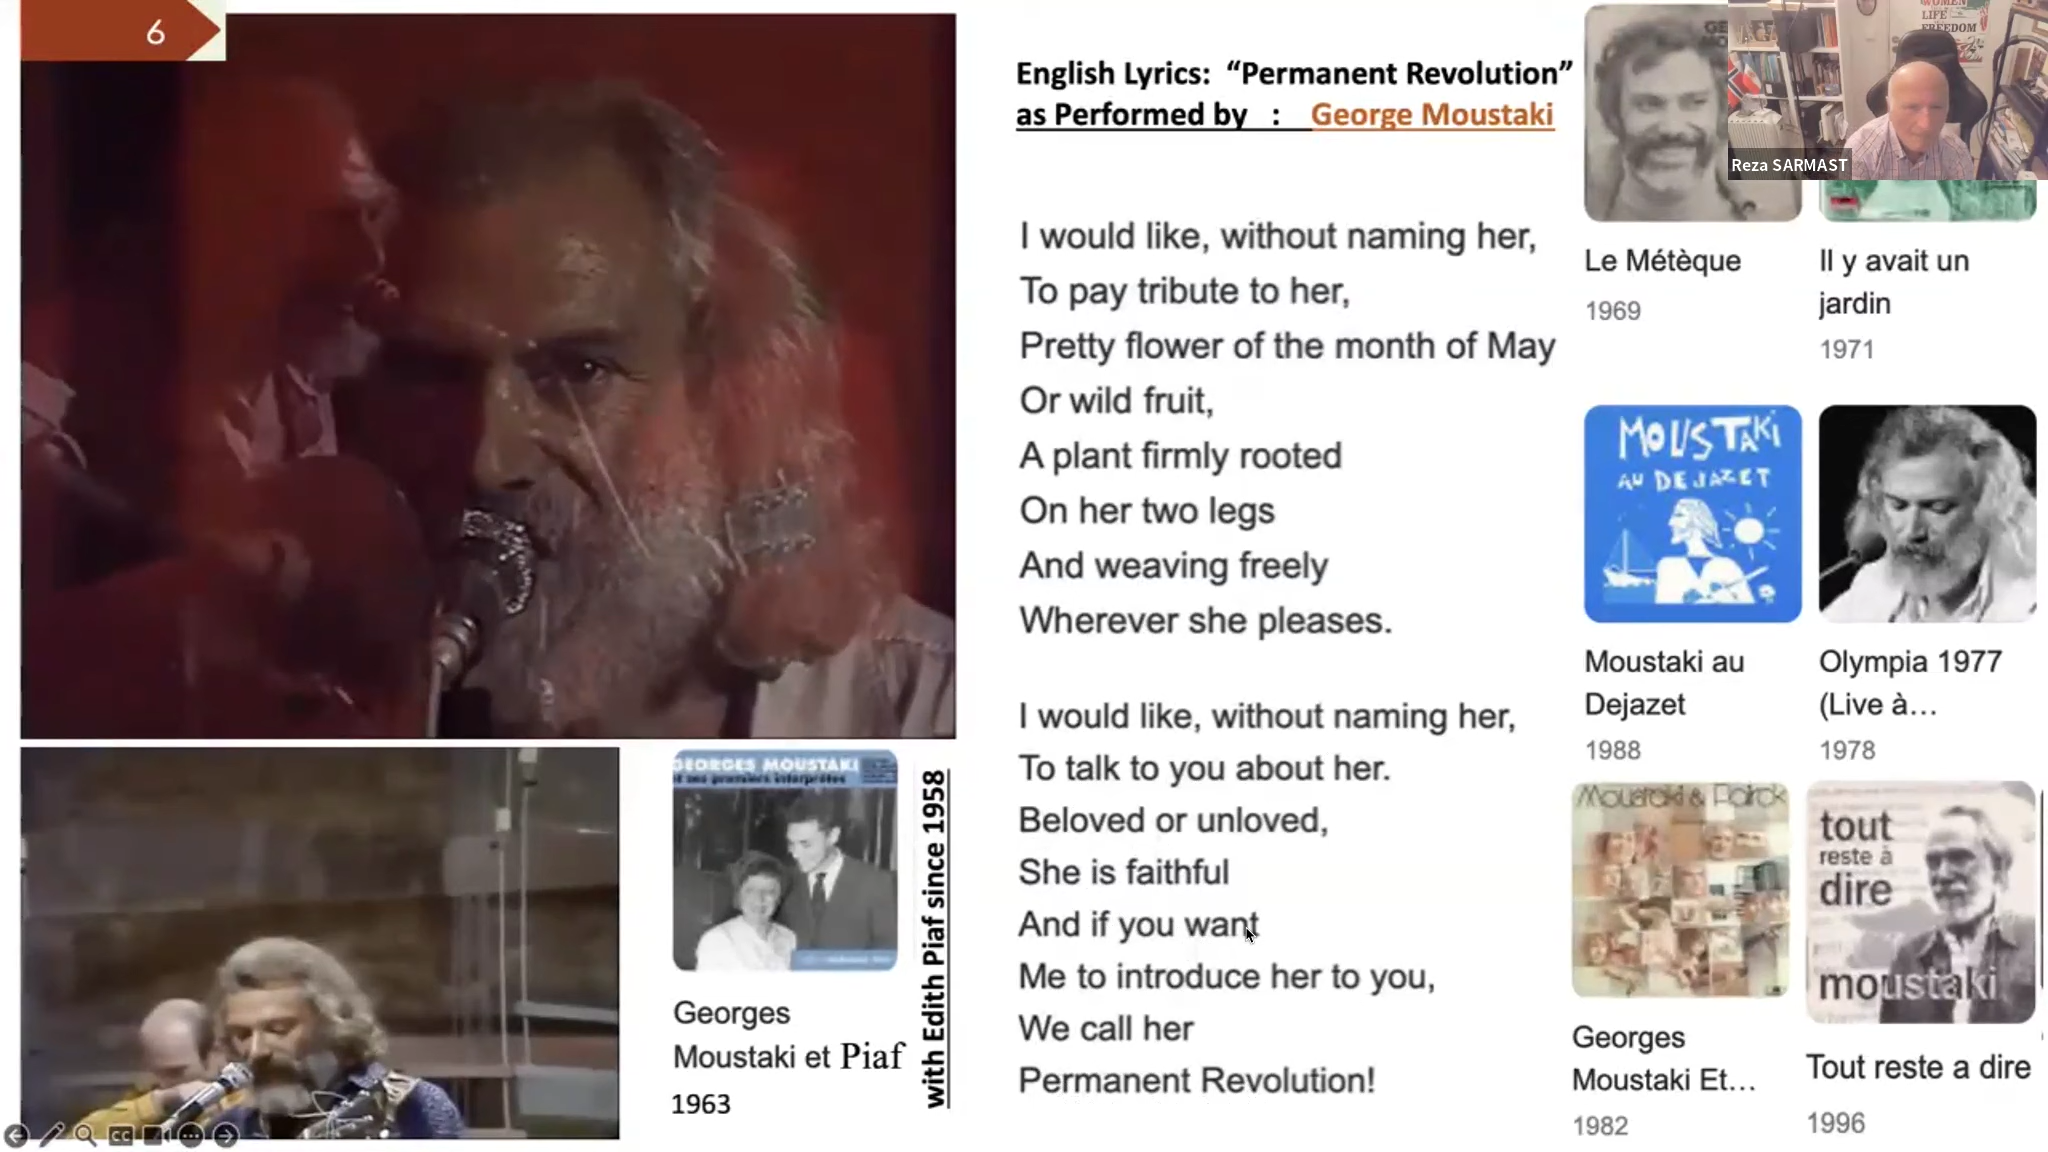 6
English Lyrics: “Permanent Revolution”
as Performed by : George Moustaki
I would like, without naming her,
To pay tribute to her,
Pretty flower of the month of May
Or wild fruit,
A plant firmly rooted
On her two legs
And weaving freely
Wherever she pleases.
I would like, without naming her,
To talk to you about her.
Beloved or unloved,
She is faithful
And if you want
Me to introduce her to you,
We call her
Permanent Revolution!
GEORGES MOUSTAKI
et ses premiers interprètes
Georges
Moustaki et Piaf
1963
with Edith Piaf since 1958
WOMEN
LIFE
FREEDOM
Reza SARMAST
Le Métèque
1969
Il y avait un
jardin
1971
MOUSTAKI
AU DEJAZET
Moustaki au
Dejazet
1988
Olympia 1977
(Live à…
1978
Moustaki & Flairck
Georges
Moustaki Et…
1982
tout
reste à
dire
moustaki
Tout reste a dire
1996
CC